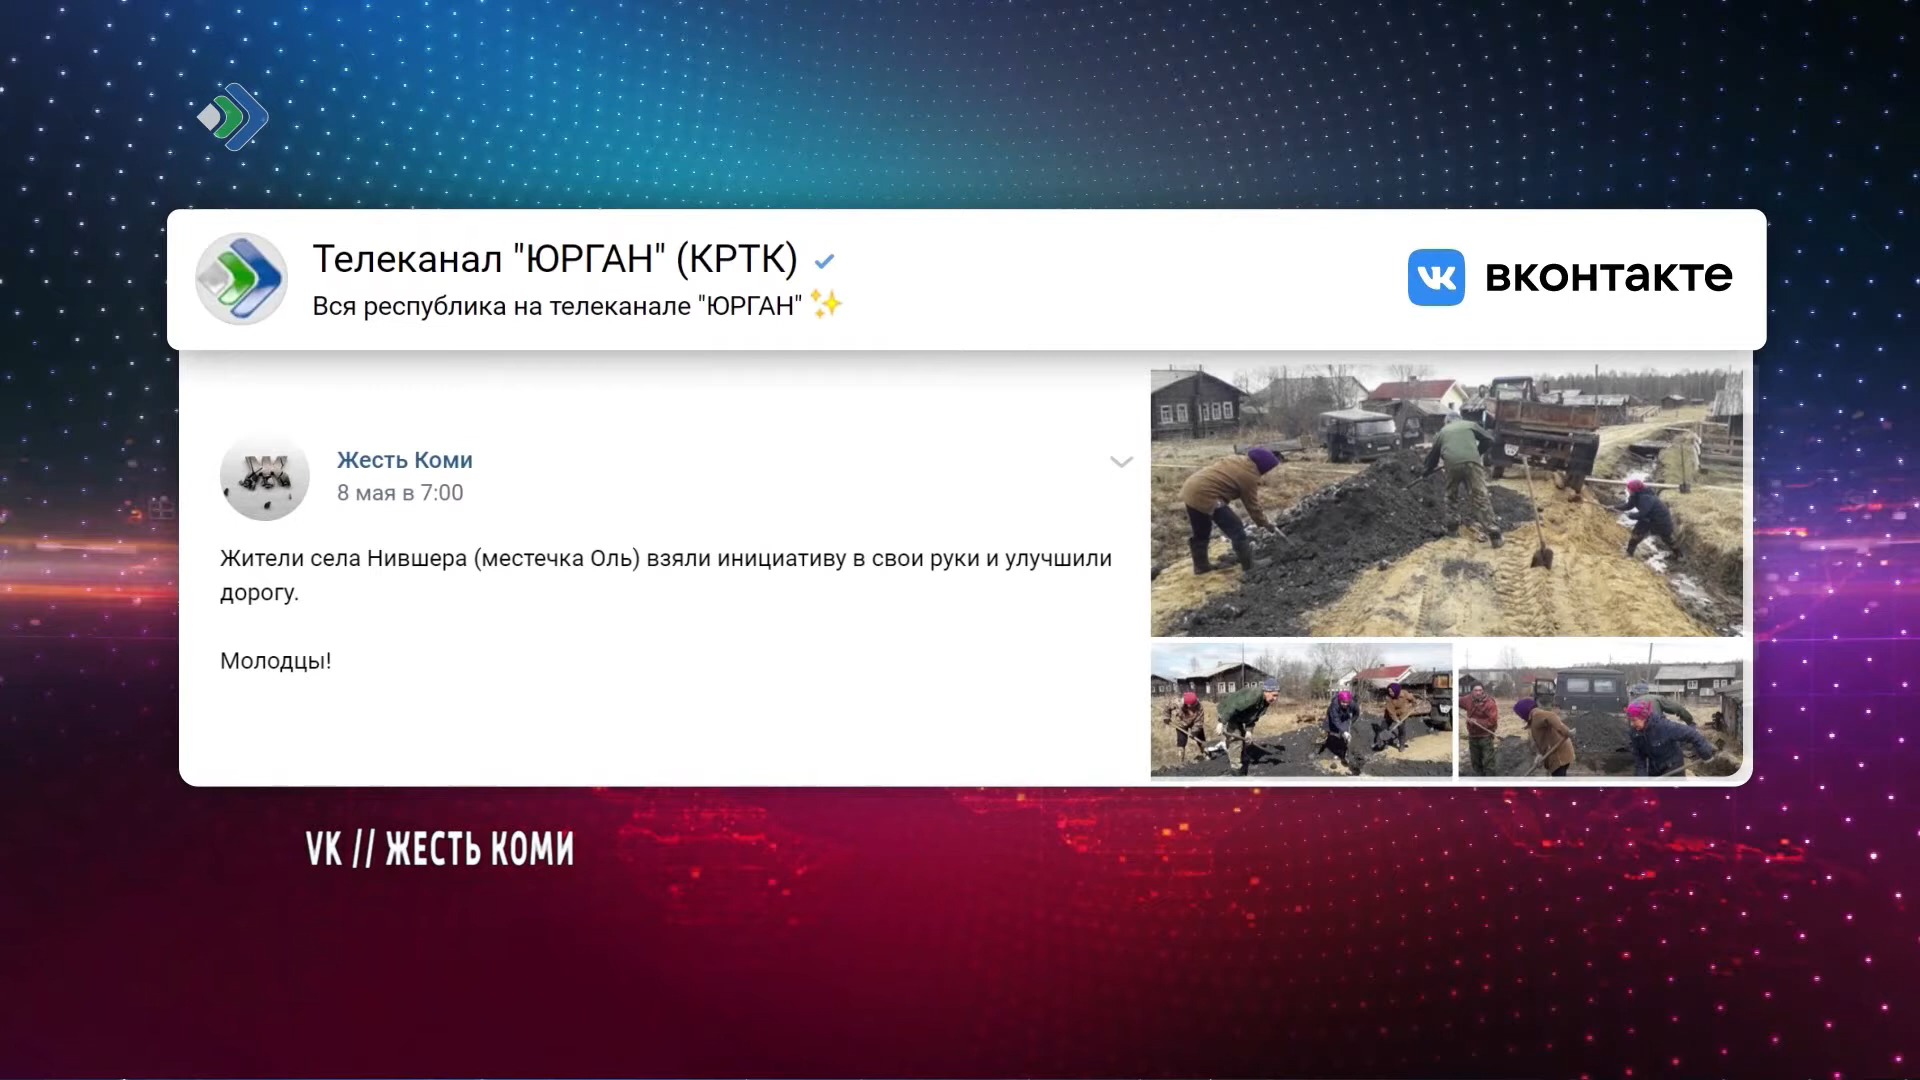 Телеканал "ЮРГАН" (КРТК)
Вся республика на телеканале "ЮРГАН"
вконтакте
Жесть Коми
8 мая в 7:00
Жители села Нившера (местечка Оль) взяли инициативу в свои руки и улучшили
дорогу.
Молодцы!
VK // ЖЕСТЬ КОМИ